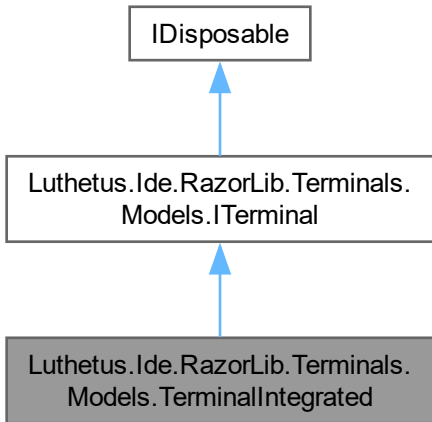 IDisposable
Luthetus.Ide.RazorLib.Terminals.
Models.ITerminal
Luthetus.Ide.RazorLib.Terminals.
Models.TerminalIntegrated